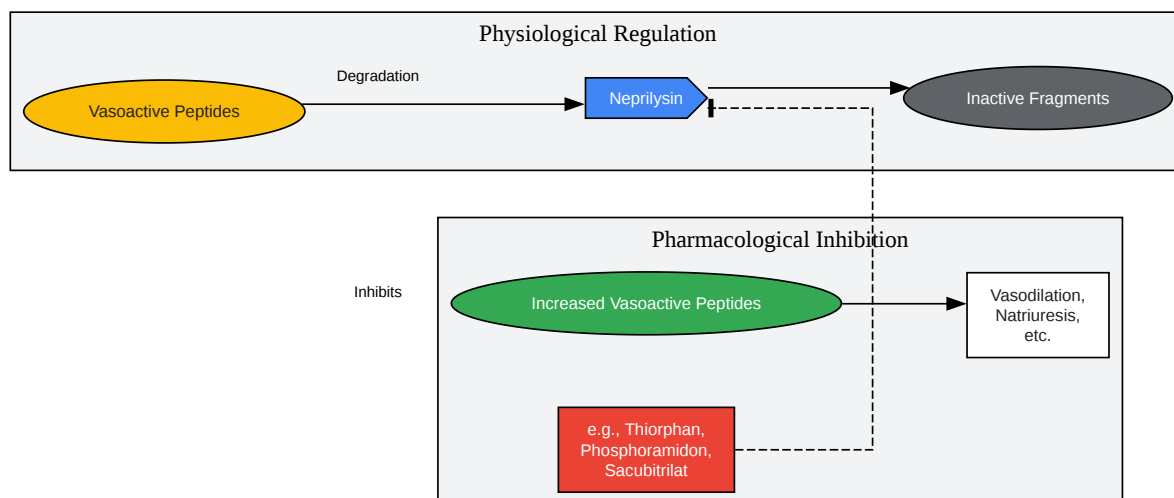 Physiological Regulation
Degradation
Vasoactive Peptides
Neprilysin
Inactive Fragments
Pharmacological Inhibition
Inhibits
Increased Vasoactive Peptides
Vasodilation,
Natriuresis,
etc.
e.g., Thiorphan,
Phosphoramidon,
Sacubitrilat